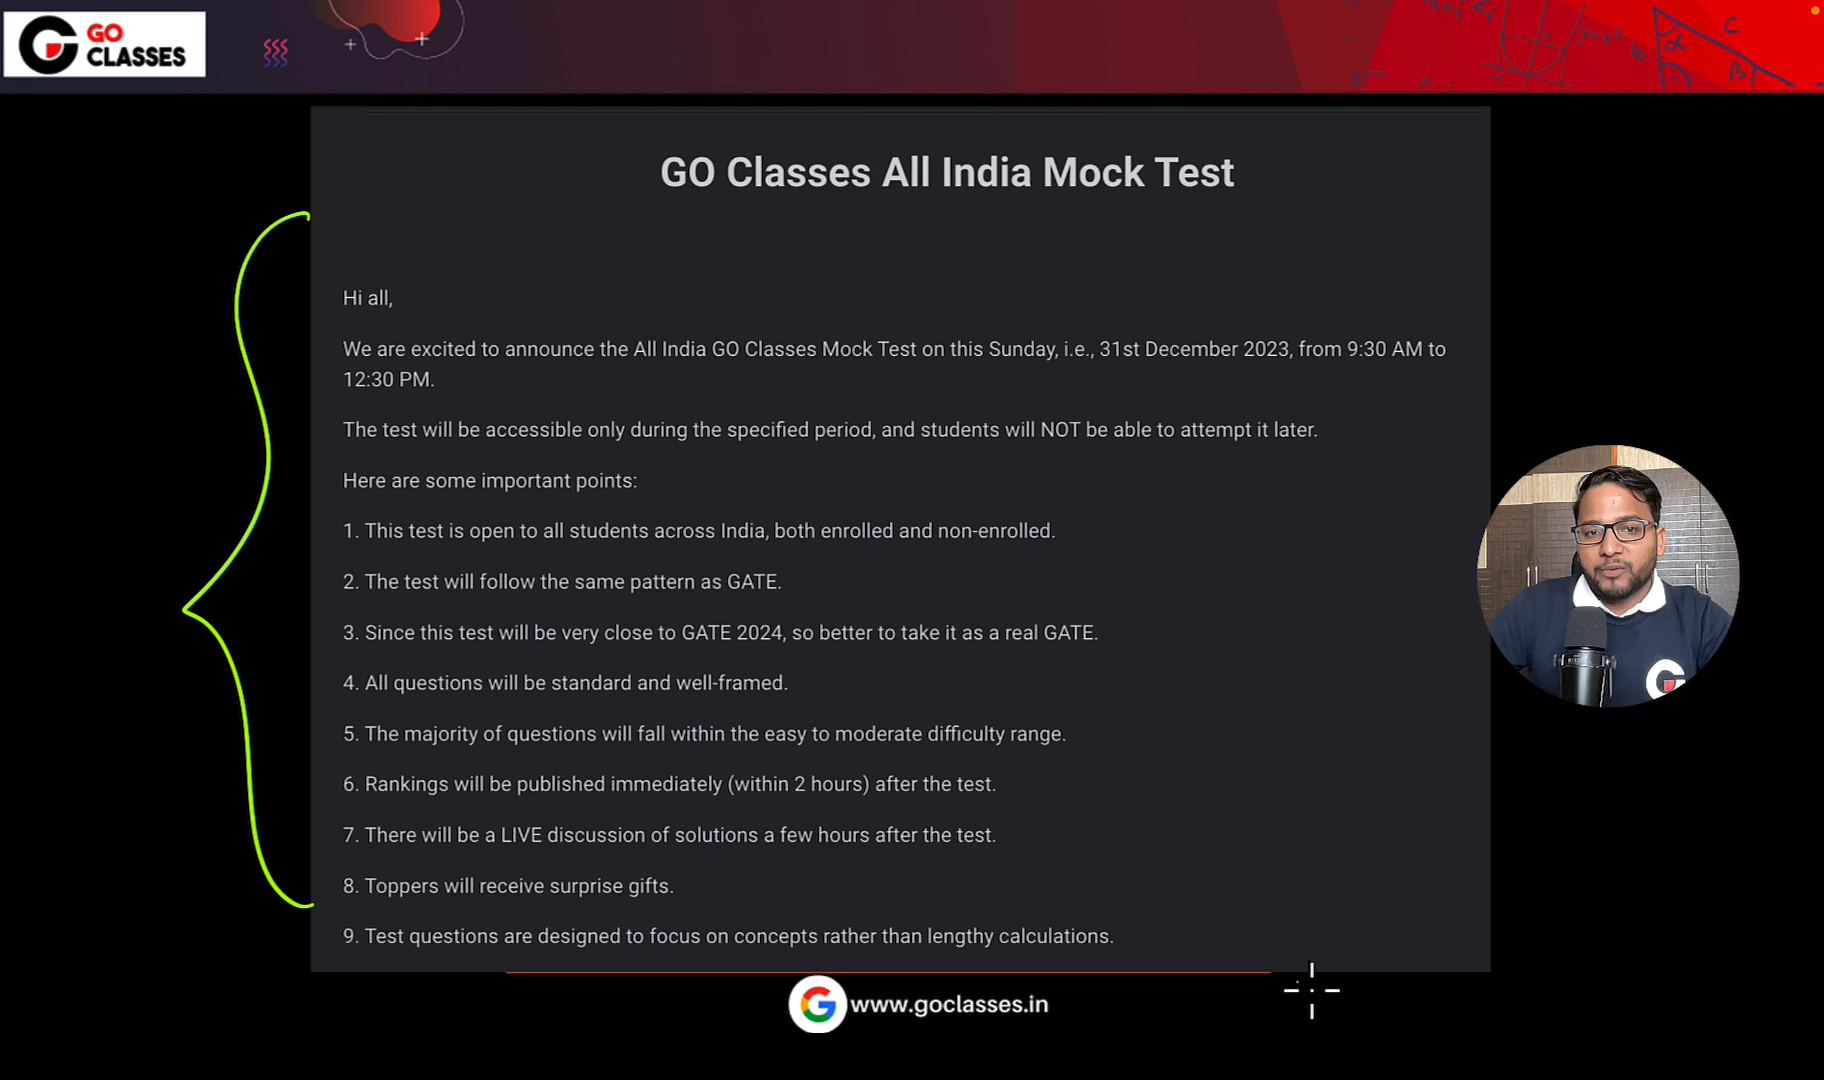 GO
CLASSES
GO Classes All India Mock Test
Hi all,
We are excited to announce the All India GO Classes Mock Test on this Sunday, i.e., 31st December 2023, from 9:30 AM to
12:30 PM.
The test will be accessible only during the specified period, and students will NOT be able to attempt it later.
Here are some important points:
1. This test is open to all students across India, both enrolled and non-enrolled.
2. The test will follow the same pattern as GATE.
3. Since this test will be very close to GATE 2024, so better to take it as a real GATE.
4. All questions will be standard and well-framed.
5. The majority of questions will fall within the easy to moderate difficulty range.
6. Rankings will be published immediately (within 2 hours) after the test.
7. There will be a LIVE discussion of solutions a few hours after the test.
8. Toppers will receive surprise gifts.
9. Test questions are designed to focus on concepts rather than lengthy calculations.
www.goclasses.in